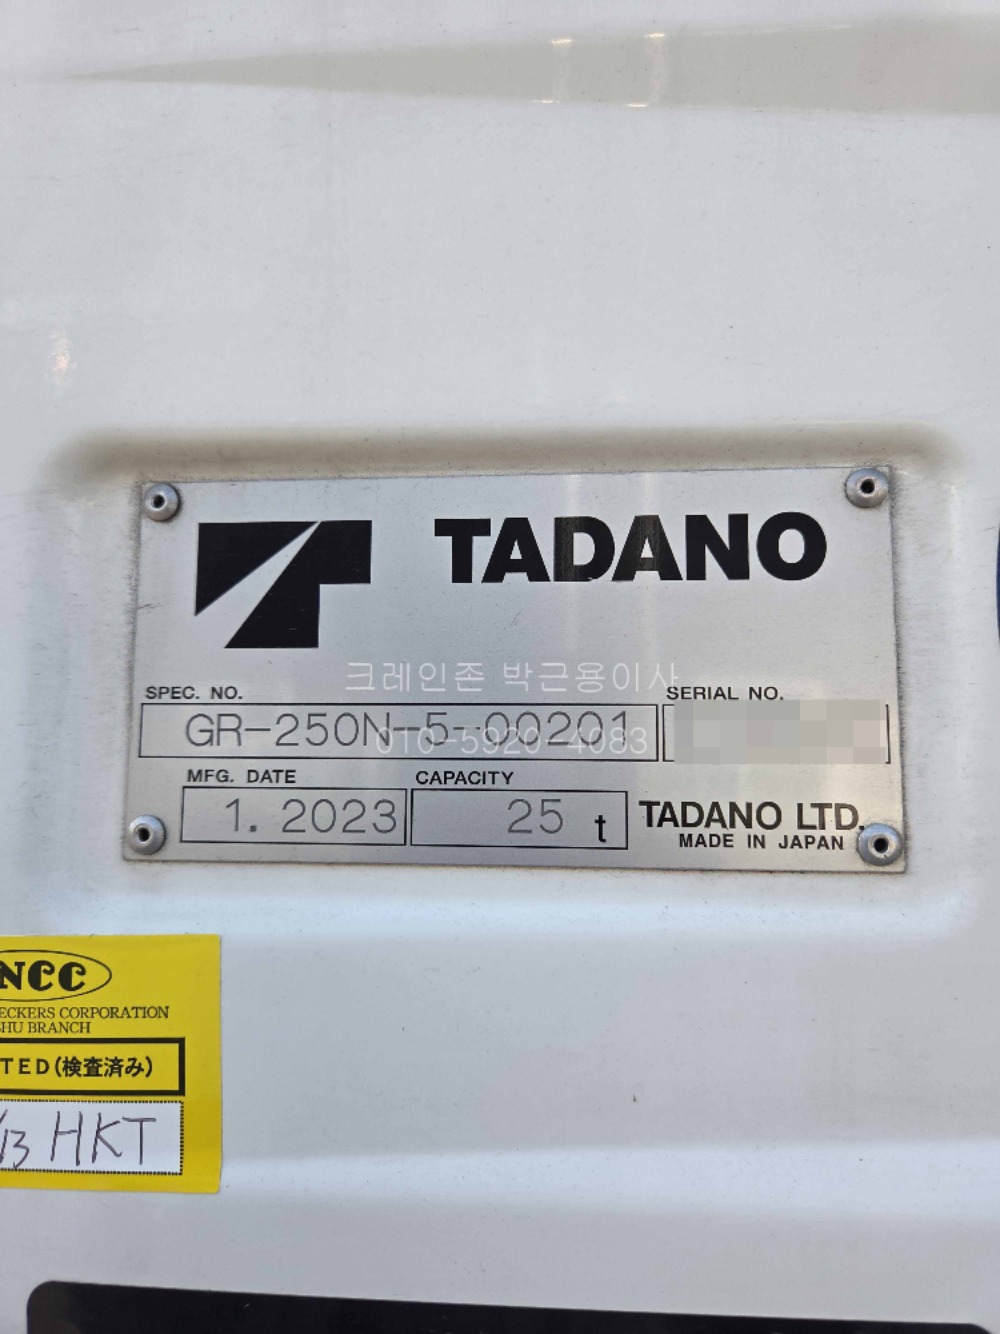 TADANO
크레인존 박근용이사
SPEC. NO.
SERIAL NO.
GR-250N-5-00201
010-5920-4083
MFG. DATE
CAPACITY
1. 2023
25 t
TADANO LTD.
MADE IN JAPAN
NCC
ECKERS CORPORATION
SHU BRANCH
TED(検査済み)
/13 HKT